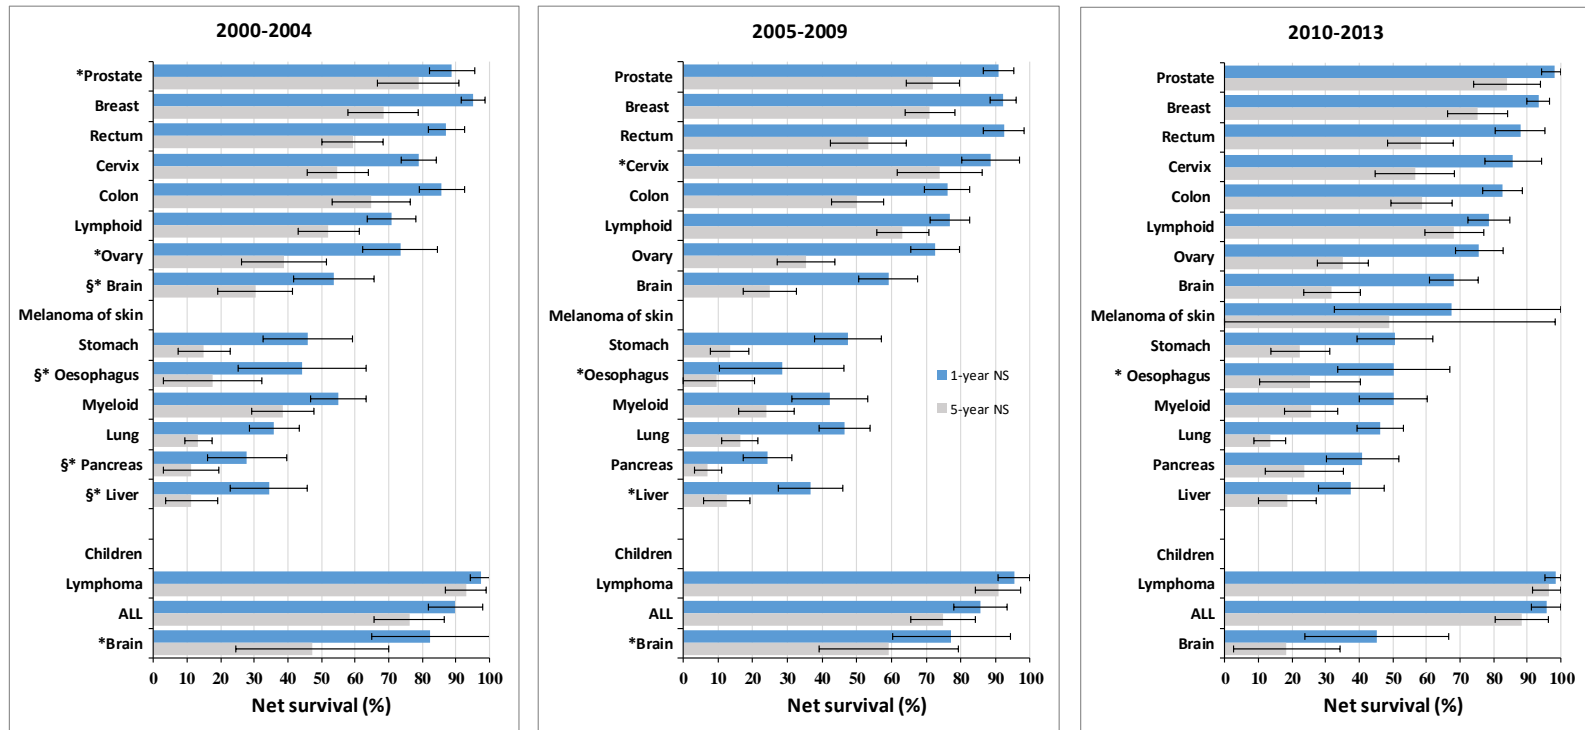 2000-2004
*Prostate
Breast
Rectum
Cervix
Colon
Lymphoid
*Ovary
§* Brain
Melanoma of skin
Stomach
§* Oesophagus
Myeloid
Lung
§* Pancreas
§* Liver
Children
Lymphoma
ALL
*Brain
0 10 20 30 40 50 60 70 80 90 100
Net survival (%)
2005-2009
Prostate
Breast
Rectum
*Cervix
Colon
Lymphoid
Ovary
Brain
Melanoma of skin
Stomach
*Oesophagus
Myeloid
Lung
Pancreas
*Liver
Children
Lymphoma
ALL
*Brain
1-year NS
5-year NS
0 10 20 30 40 50 60 70 80 90 100
Net survival (%)
2010-2013
Prostate
Breast
Rectum
Cervix
Colon
Lymphoid
Ovary
Brain
Melanoma of skin
Stomach
* Oesophagus
Myeloid
Lung
Pancreas
Liver
Children
Lymphoma
ALL
Brain
0 10 20 30 40 50 60 70 80 90 100
Net survival (%)